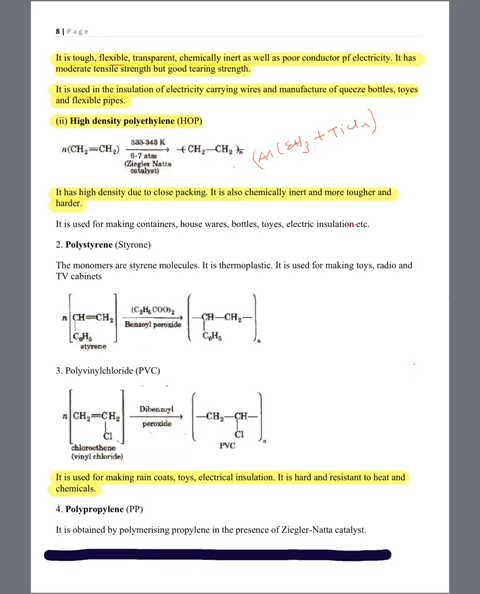 8 | P a g e
It is tough, flexible, transparent, chemically inert as well as poor conductor pf electricity. It has
moderate tensile strength but good tearing strength.
It is used in the insulation of electricity carrying wires and manufacture of queeze bottles, toyes
and flexible pipes.
(ii) High density polyethylene (HOP)
n(CH₂=CH₂) 333-343 K ⟶ 6-7 atm (Ziegler Natta catalyst) ⁅CH₂–CH₂⁆ₙ
It has high density due to close packing. It is also chemically inert and more tougher and
harder.
It is used for making containers, house wares, bottles, toyes, electric insulation etc.
2. Polystyrene (Styrone)
The monomers are styrene molecules. It is thermoplastic. It is used for making toys, radio and
TV cabinets
n [CH=CH₂ C₆H₅] (C₂H₅COO)₂ ⟶ Benzoyl peroxide (–CH–CH₂– C₆H₅)ₙ
styrene
3. Polyvinylchloride (PVC)
n [CH₂=CH₂ Cl] Dibenzoyl ⟶ peroxide (–CH₂–CH– Cl)ₙ
chloroethene PVC
(vinyl chloride)
It is used for making rain coats, toys, electrical insulation. It is hard and resistant to heat and
chemicals.
4. Polypropylene (PP)
It is obtained by polymerising propylene in the presence of Ziegler-Natta catalyst.